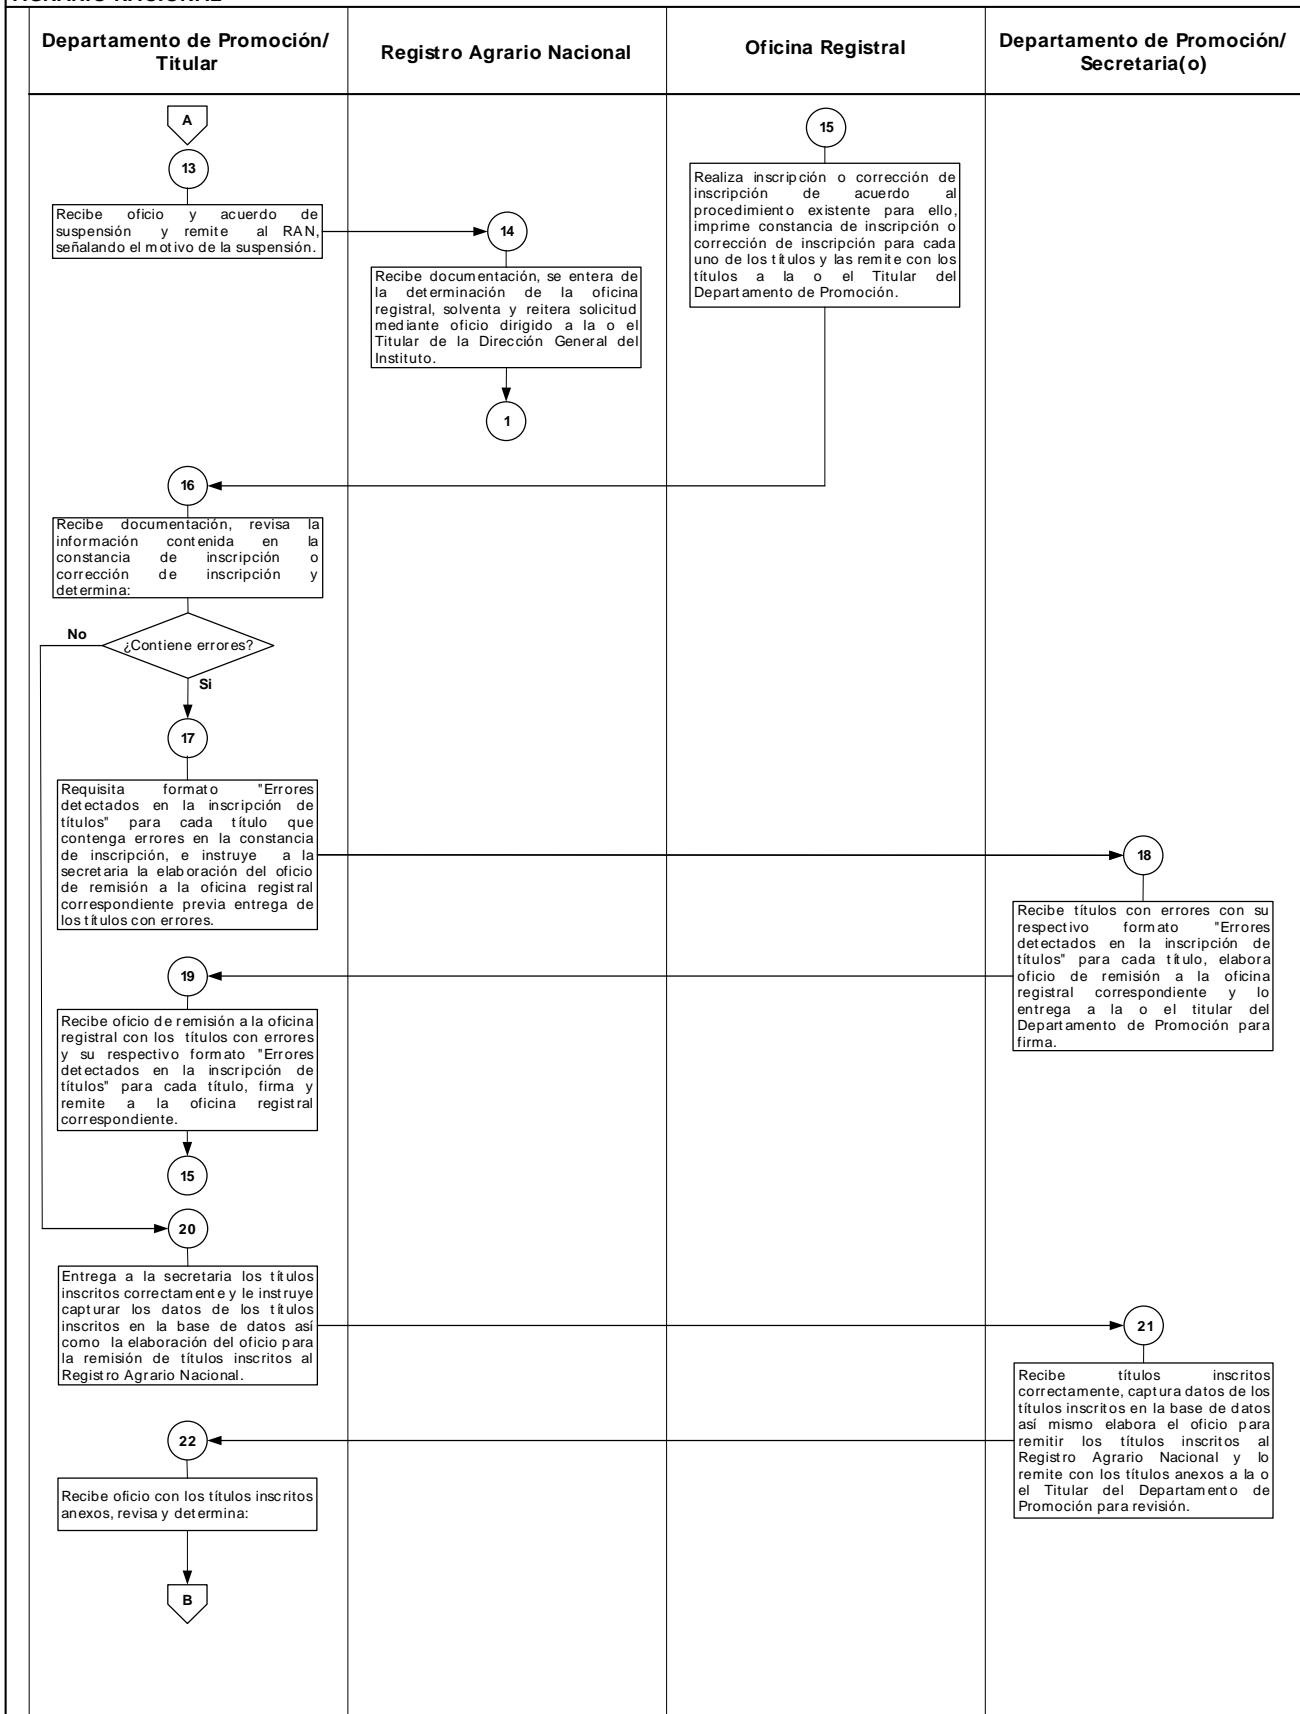 AGRARIO NACIONAL
Departamento de Promoción/
Titular
Registro Agrario Nacional
Oficina Registral
Departamento de Promoción/
Secretaria(o)
A
13
Recibe oficio y acuerdo de
suspensión y remite al RAN,
señalando el motivo de la suspensión.
14
Recibe documentación, se entera de
la determinación de la oficina
registral, solventa y reitera solicitud
mediante oficio dirigido a la o el
Titular de la Dirección General del
Instituto.
1
15
Realiza inscripción o corrección de
inscripción de acuerdo al
procedimiento existente para ello,
imprime constancia de inscripción o
corrección de inscripción para cada
uno de los títulos y las remite con los
títulos a la o el Titular del
Departamento de Promoción.
16
Recibe documentación, revisa la
información contenida en la
constancia de inscripción o
corrección de inscripción y
determina:
No
¿Contiene errores?
Si
17
Requisita formato "Errores
detectados en la inscripción de
títulos" para cada título que
contenga errores en la constancia
de inscripción, e instruye a la
secretaria la elaboración del oficio
de remisión a la oficina registral
correspondiente previa entrega de
los títulos con errores.
18
Recibe títulos con errores con su
respectivo formato "Errores
detectados en la inscripción de
títulos" para cada título, elabora
oficio de remisión a la oficina
registral correspondiente y lo
entrega a la o el titular del
Departamento de Promoción para
firma.
19
Recibe oficio de remisión a la oficina
registral con los títulos con errores
y su respectivo formato "Errores
detectados en la inscripción de
títulos" para cada título, firma y
remite a la oficina registral
correspondiente.
15
20
Entrega a la secretaria los títulos
inscritos correctamente y le instruye
capturar los datos de los títulos
inscritos en la base de datos así
como la elaboración del oficio para
la remisión de títulos inscritos al
Registro Agrario Nacional.
21
Recibe títulos inscritos
correctamente, captura datos de los
títulos inscritos en la base de datos
así mismo elabora el oficio para
remitir los títulos inscritos al
Registro Agrario Nacional y lo
remite con los títulos anexos a la o
el Titular del Departamento de
Promoción para revisión.
22
Recibe oficio con los títulos inscritos
anexos, revisa y determina:
B